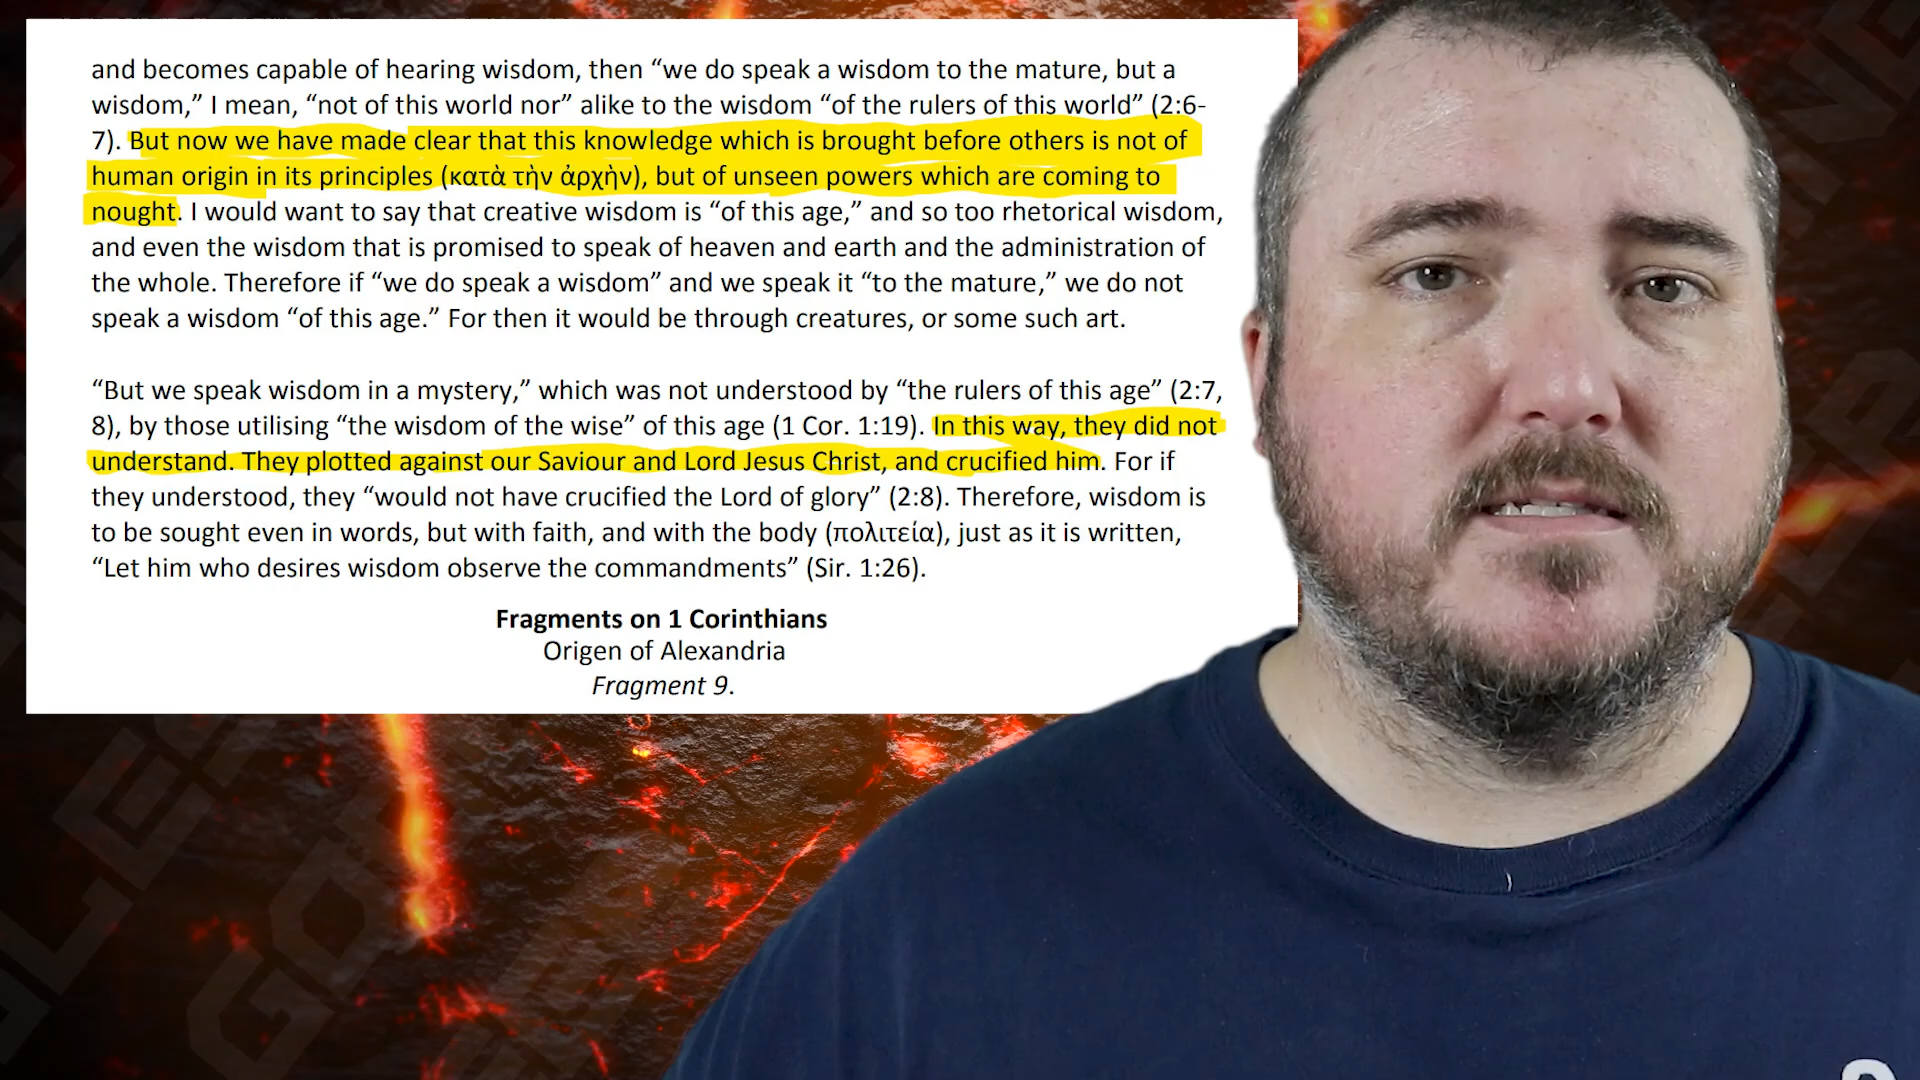 and becomes capable of hearing wisdom, then “we do speak a wisdom to the mature, but a
wisdom,” I mean, “not of this world nor” alike to the wisdom “of the rulers of this world” (2:6-
7). But now we have made clear that this knowledge which is brought before others is not of
human origin in its principles (κατὰ τὴν ἀρχὴν), but of unseen powers which are coming to
nought. I would want to say that creative wisdom is “of this age,” and so too rhetorical wisdom,
and even the wisdom that is promised to speak of heaven and earth and the administration of
the whole. Therefore if “we do speak a wisdom” and we speak it “to the mature,” we do not
speak a wisdom “of this age.” For then it would be through creatures, or some such art.
“But we speak wisdom in a mystery,” which was not understood by “the rulers of this age” (2:7,
8), by those utilising “the wisdom of the wise” of this age (1 Cor. 1:19). In this way, they did not
understand. They plotted against our Saviour and Lord Jesus Christ, and crucified him. For if
they understood, they “would not have crucified the Lord of glory” (2:8). Therefore, wisdom is
to be sought even in words, but with faith, and with the body (πολιτεία), just as it is written,
“Let him who desires wisdom observe the commandments” (Sir. 1:26).
Fragments on 1 Corinthians
Origen of Alexandria
Fragment 9.